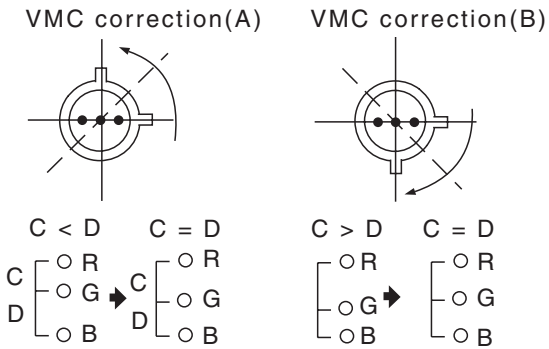 VMC correction(A)
VMC correction(B)
C < D
C = D
C > D
C = D
C
D
R
G
B
C
D
R
G
B
R
G
B
R
G
B